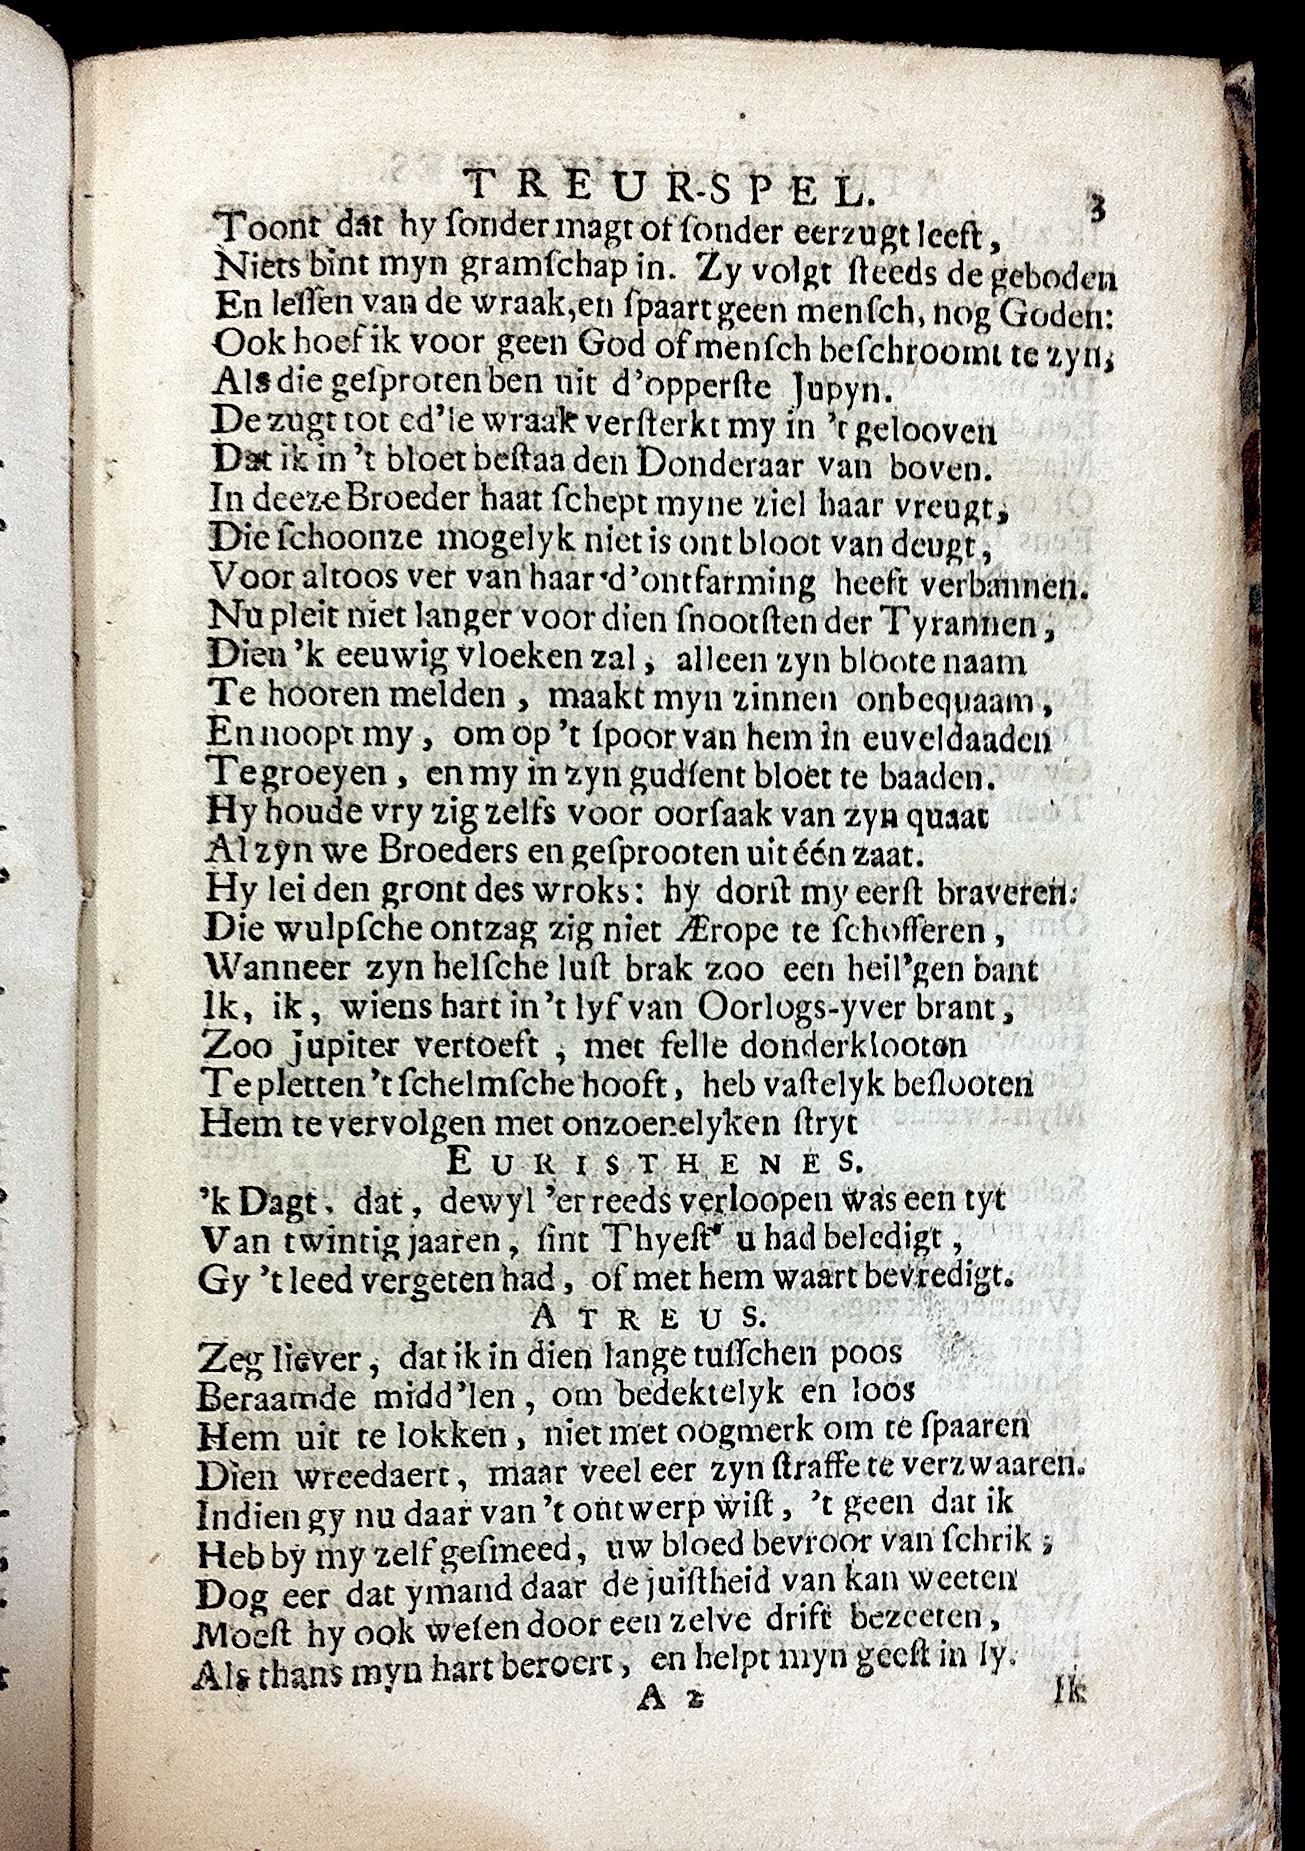 TREUR-SPEL. 3
Toont dat hy ſonder magt of ſonder eerzugt leeft,
Niets bint myn gramſchap in. Zy volgt ſteeds de geboden
En leſſen van de wraak, en ſpaart geen menſch, nog Goden:
Ook hoef ik voor geen God of menſch beſchroomt te zyn,
Als die geſproten ben uit d'opperſte Jupyn.
De zugt tot ed'le wraak verſterkt my in 't gelooven
Dat ik in 't bloet beſtaa den Donderaar van boven.
In deeze Broeder haat ſchept myne ziel haar vreugt,
Die ſchoonze mogelyk niet is ontbloot van deugt,
Voor altoos ver van haar d'ontfarming heeft verbannen.
Nu pleit niet langer voor dien ſnootſten der Tyrannen,
Dien 'k eeuwig vloeken zal, alleen zyn bloote naam
Te hooren melden, maakt myn zinnen onbequaam,
En noopt my, om op 't ſpoor van hem in euveldaaden
Te groeyen, en my in zyn gudſent bloet te baaden.
Hy houde vry zig zelfs voor oorſaak van zyn quaat
Al zyn we Broeders en geſprooten uit één zaat.
Hy lei den gront des wroks: hy dorſt my eerſt braveren:
Die wulpſche ontzag zig niet Ærope te ſchofferen,
Wanneer zyn helſche luſt brak zoo een heil'gen bant
Ik, ik, wiens hart in 't lyf van Oorlogs-yver brant,
Zoo Jupiter vertoeft, met felle donderklooten
Te pletten 't ſchelmſche hooft, heb vaſtelyk beſlooten
Hem te vervolgen met onzoenelyken ſtryt
EURISTHENES.
'k Dagt, dat, dewyl 'er reeds verloopen was een tyt
Van twintig jaaren, ſint Thyeſt' u had beledigt,
Gy 't leed vergeten had, of met hem waart bevredigt.
ATREUS.
Zeg liever, dat ik in dien lange tuſſchen poos
Beraamde midd'len, om bedektelyk en loos
Hem uit te lokken, niet met oogmerk om te ſpaaren
Dien wreedaert, maar veel eer zyn ſtraffe te verzwaaren.
Indien gy nu daar van 't ontwerp wiſt, 't geen dat ik
Heb by my zelf geſmeed, uw bloed bevroor van ſchrik;
Dog eer dat ymand daar de juiſtheid van kan weeten
Moeſt hy ook weſen door een zelve drift bezeeten,
Als thans myn hart beroert, en helpt myn geeſt in ly.
A 2 Ik